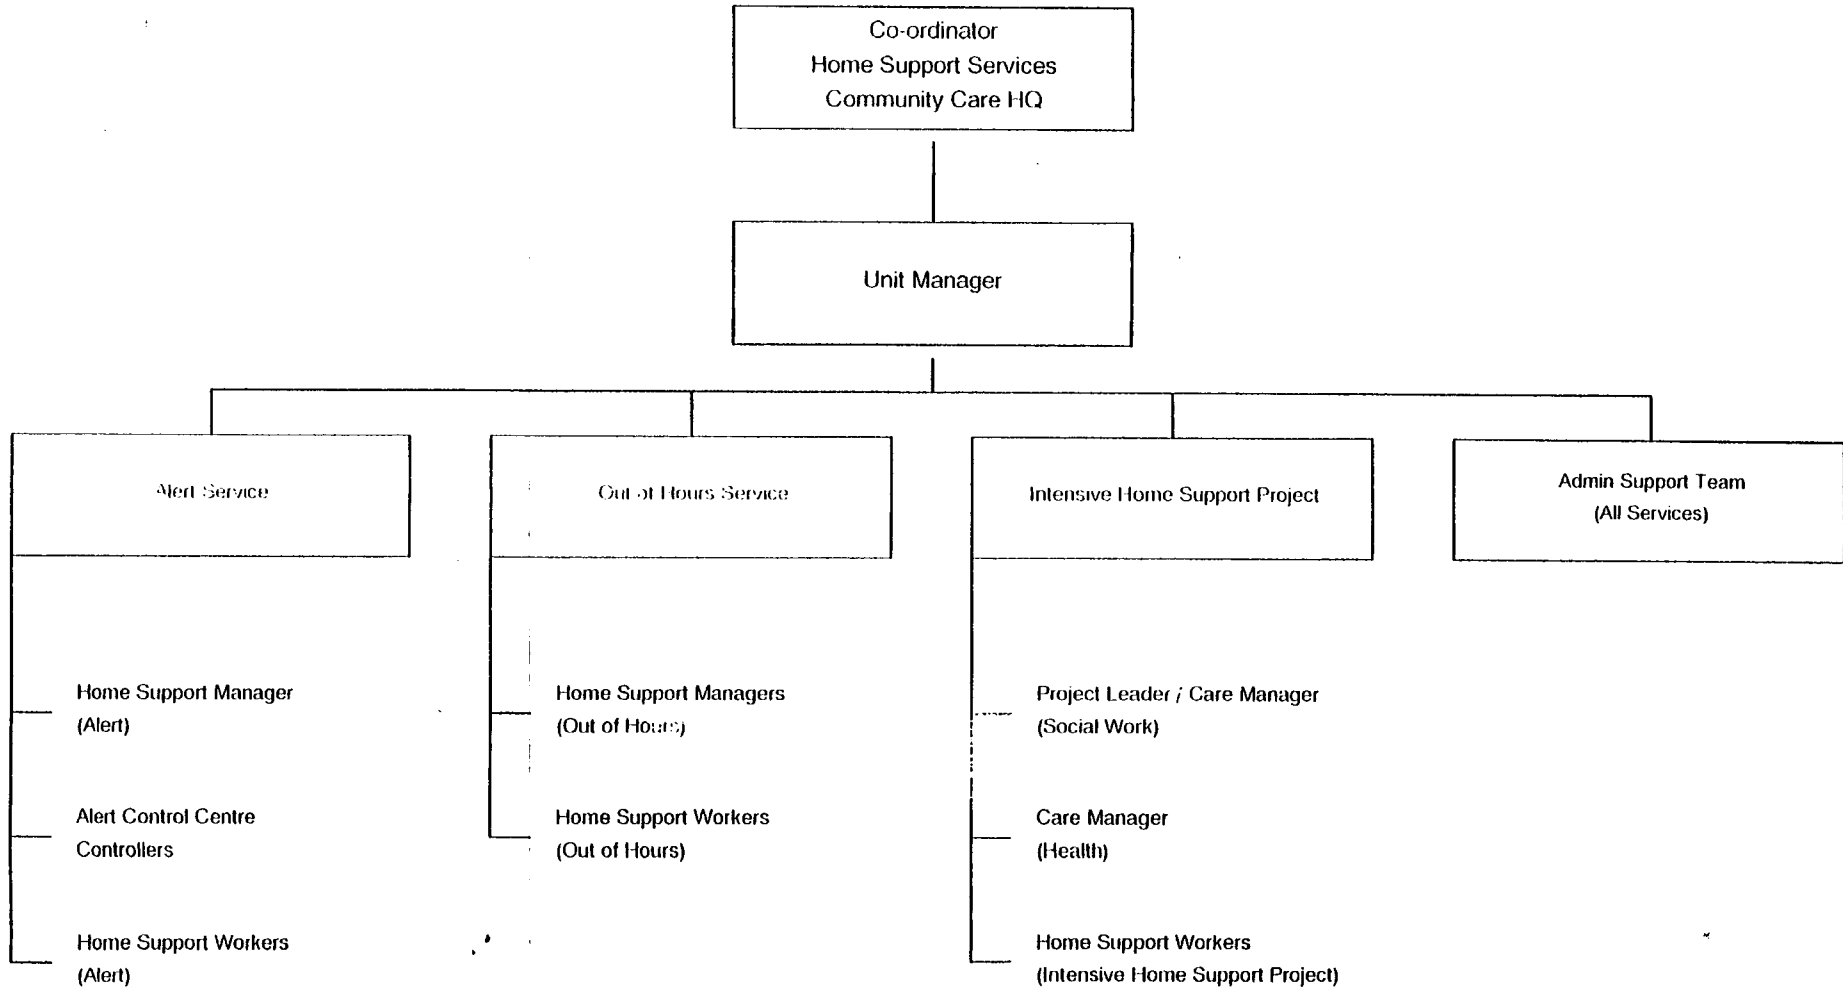 Co-ordinator
Home Support Services
Community Care HQ
Unit Manager
Alert Service
Out of Hours Service
Intensive Home Support Project
Admin Support Team
(All Services)
Home Support Manager
(Alert)
Alert Control Centre
Controllers
Home Support Workers
(Alert)
Home Support Managers
(Out of Hours)
Home Support Workers
(Out of Hours)
Project Leader / Care Manager
(Social Work)
Care Manager
(Health)
Home Support Workers
(Intensive Home Support Project)